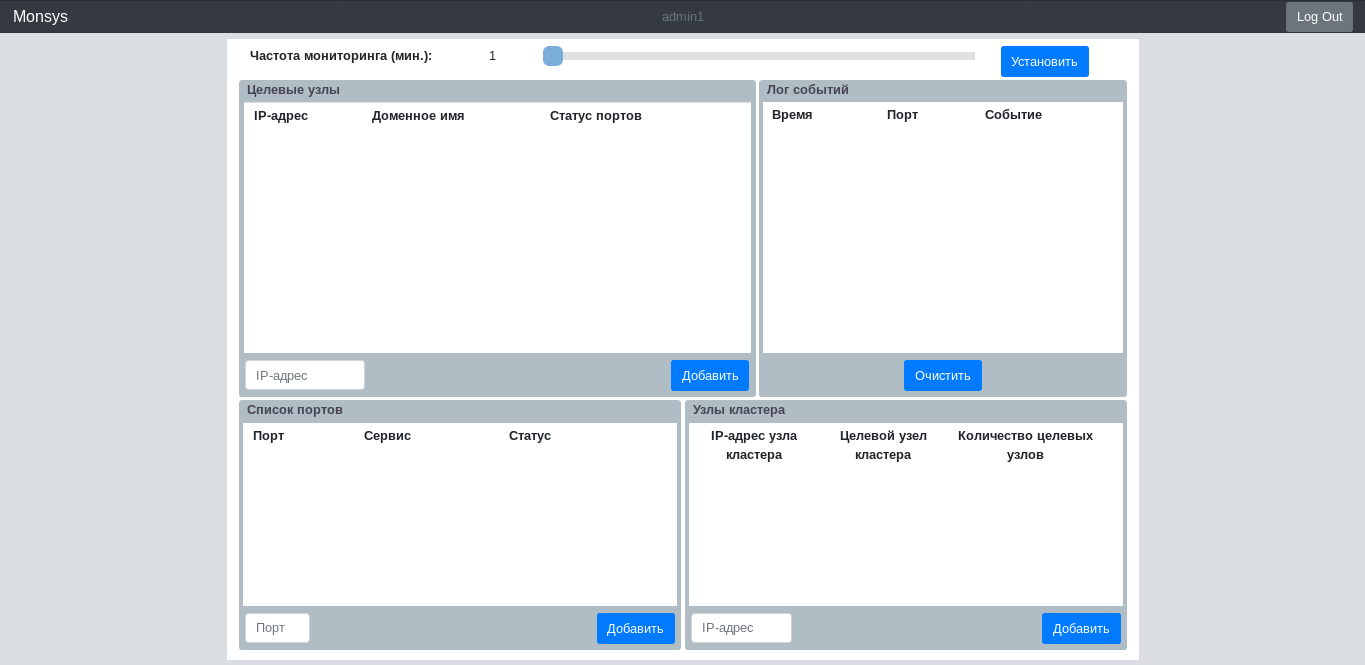 Monsys admin1 Log Out
Частота мониторинга (мин.): 1 Установить
Целевые узлы
IP-адрес Доменное имя Статус портов
IP-адрес Добавить
Лог событий
Время Порт Событие
Очистить
Список портов
Порт Сервис Статус
Порт Добавить
Узлы кластера
IP-адрес узла кластера Целевой узел кластера Количество целевых узлов
IP-адрес Добавить